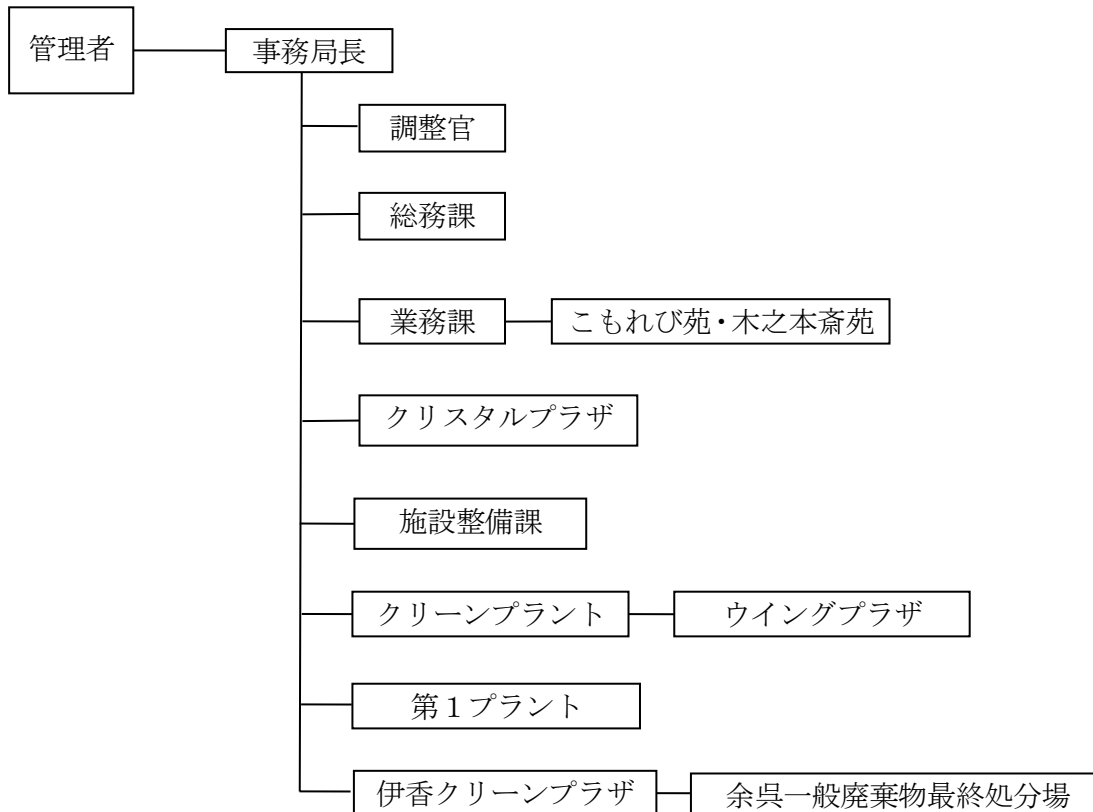 管理者
事務局長
調整官
総務課
業務課
こもれび苑・木之本斎苑
クリスタルプラザ
施設整備課
クリーンプラント
ウイングプラザ
第１プラント
伊香クリーンプラザ
余呉一般廃棄物最終処分場